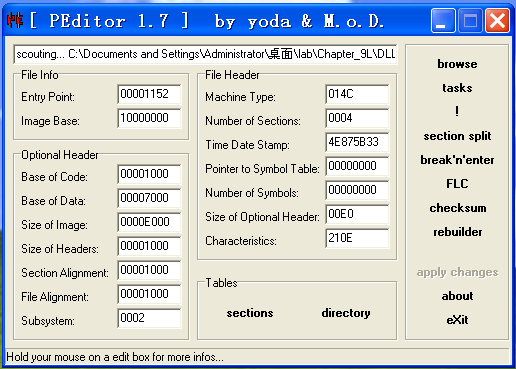 [ PEditor 1.7 ] by yoda & M.o.D.
scouting... C:\Documents and Settings\Administrator\桌面\lab\Chapter_9L\DLL
File Info
Entry Point: 00001152
Image Base: 10000000
Optional Header
Base of Code: 00001000
Base of Data: 00007000
Size of Image: 0000E000
Size of Headers: 00001000
Section Alignment: 00001000
File Alignment: 00001000
Subsystem: 0002
File Header
Machine Type: 014C
Number of Sections: 0004
Time Date Stamp: 4E875B33
Pointer to Symbol Table: 00000000
Number of Symbols: 00000000
Size of Optional Header: 00E0
Characteristics: 210E
Tables
sections directory
browse
tasks
!
section split
break'n'enter
FLC
checksum
rebuilder
apply changes
about
eXit
Hold your mouse on a edit box for more infos...